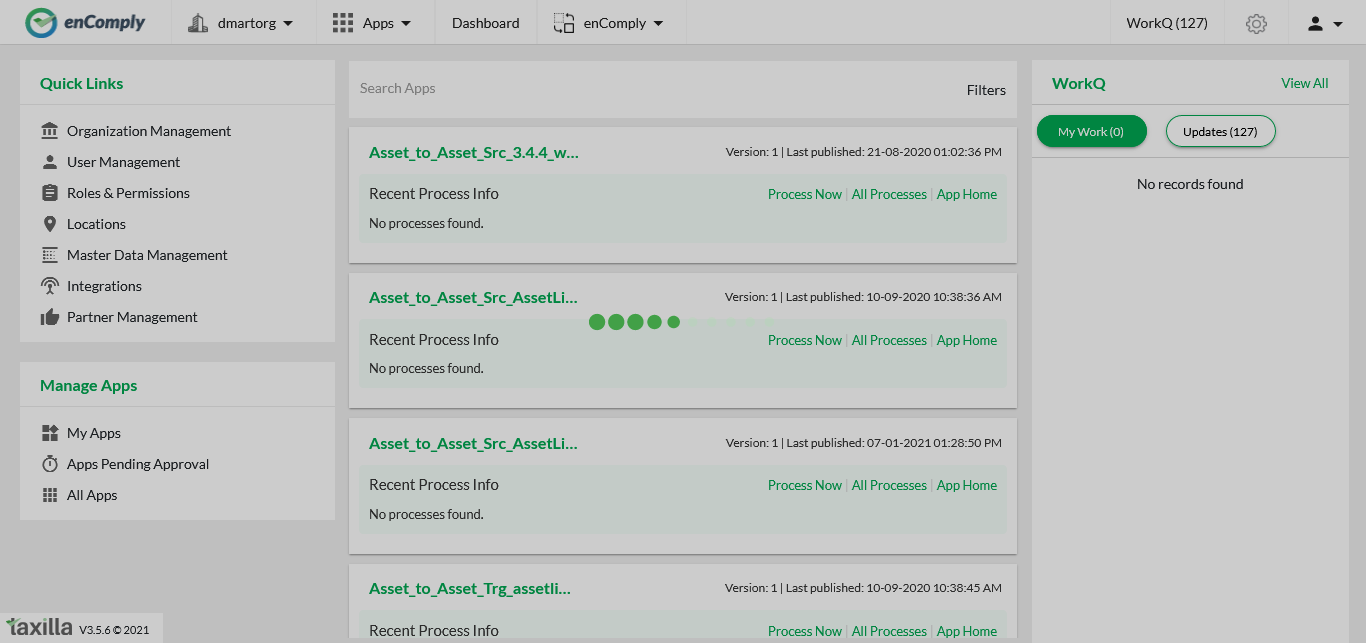 enComply dmartorg Apps Dashboard enComply WorkQ (127)
Quick Links
Organization Management
User Management
Roles & Permissions
Locations
Master Data Management
Integrations
Partner Management
Manage Apps
My Apps
Apps Pending Approval
All Apps
Search Apps Filters
Asset_to_Asset_Src_3.4.4_w... Version: 1 | Last published: 21-08-2020 01:02:36 PM
Recent Process Info Process Now | All Processes | App Home
No processes found.
Asset_to_Asset_Src_AssetLi... Version: 1 | Last published: 10-09-2020 10:38:36 AM
Recent Process Info Process Now | All Processes | App Home
No processes found.
Asset_to_Asset_Src_AssetLi... Version: 1 | Last published: 07-01-2021 01:28:50 PM
Recent Process Info Process Now | All Processes | App Home
No processes found.
Asset_to_Asset_Trg_assetli... Version: 1 | Last published: 10-09-2020 10:38:45 AM
Recent Process Info Process Now | All Processes | App Home
WorkQ View All
My Work (0) Updates (127)
No records found
taxilla V3.5.6 © 2021